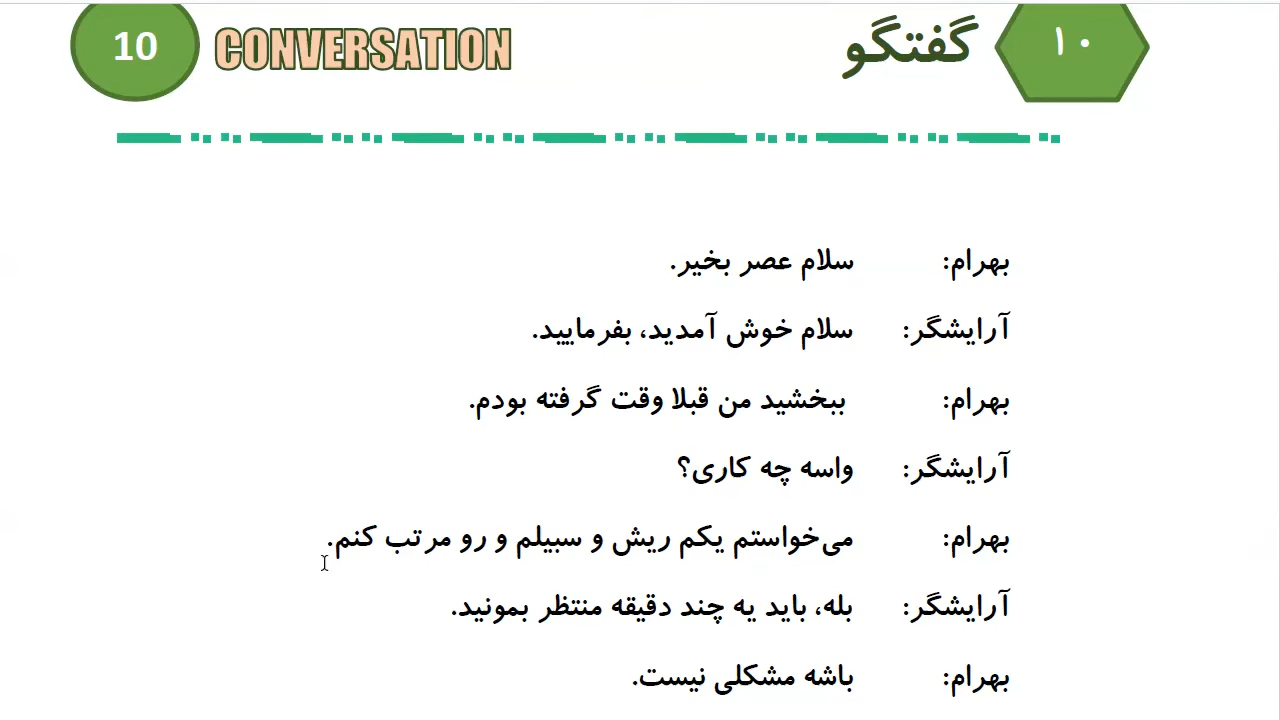 10 CONVERSATION گفتگو ۱۰
بهرام: سلام عصر بخیر.
آرایشگر: سلام خوش آمدید، بفرمایید.
بهرام: ببخشید من قبلا وقت گرفته بودم.
آرایشگر: واسه چه کاری؟
بهرام: می‌خواستم یکم ریش و سبیلم و رو مرتب کنم.
آرایشگر: بله، باید یه چند دقیقه منتظر بمونید.
بهرام: باشه مشکلی نیست.